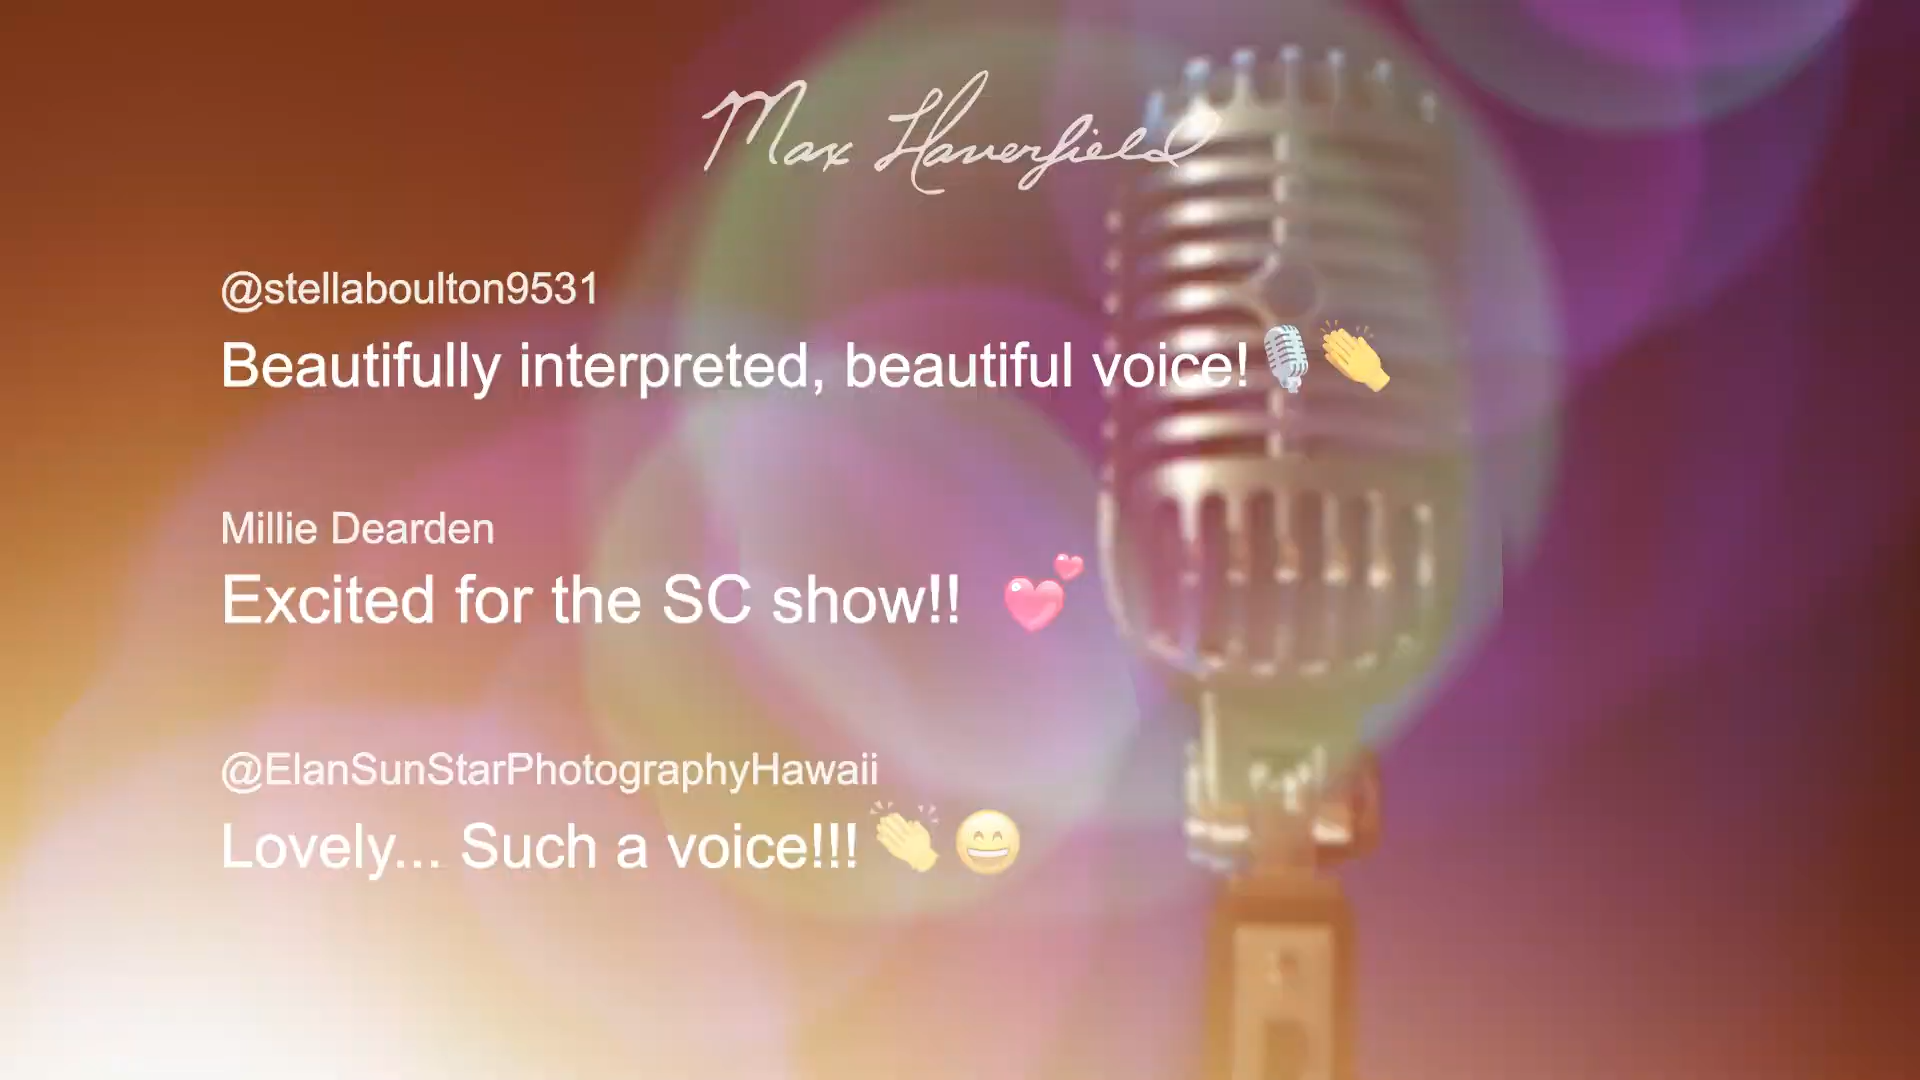 Max Haverfield
@stellaboulton9531
Beautifully interpreted, beautiful voice!🎙️👏
Millie Dearden
Excited for the SC show!! 💕
@ElanSunStarPhotographyHawaii
Lovely... Such a voice!!!👏😄